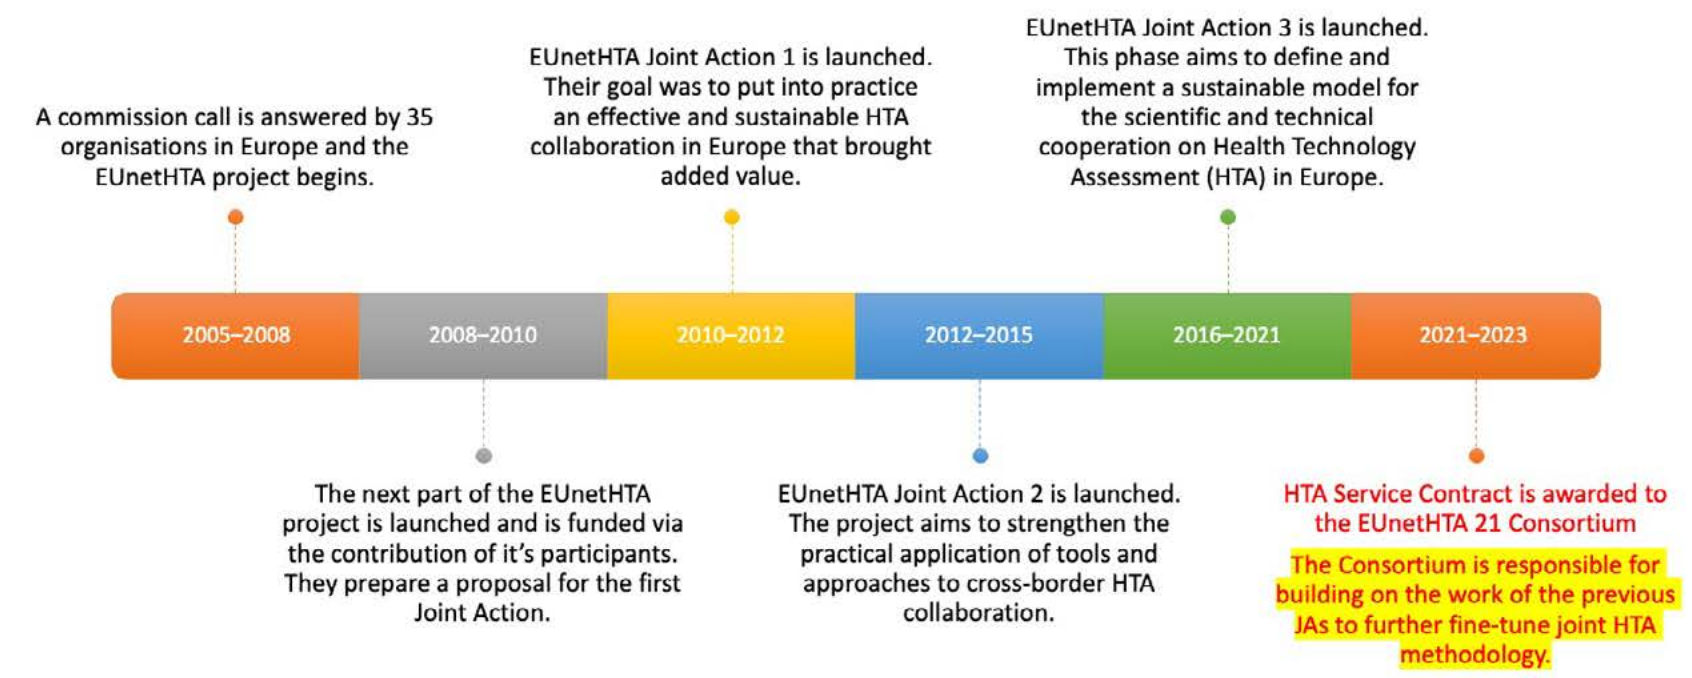 A commission call is answered by 35
organisations in Europe and the
EUnetHTA project begins.
EUnetHTA Joint Action 1 is launched.
Their goal was to put into practice
an effective and sustainable HTA
collaboration in Europe that brought
added value.
EUnetHTA Joint Action 3 is launched.
This phase aims to define and
implement a sustainable model for
the scientific and technical
cooperation on Health Technology
Assessment (HTA) in Europe.
2005–2008
2008–2010
2010–2012
2012–2015
2016–2021
2021–2023
The next part of the EUnetHTA
project is launched and is funded via
the contribution of it's participants.
They prepare a proposal for the first
Joint Action.
EUnetHTA Joint Action 2 is launched.
The project aims to strengthen the
practical application of tools and
approaches to cross-border HTA
collaboration.
HTA Service Contract is awarded to
the EUnetHTA 21 Consortium
The Consortium is responsible for
building on the work of the previous
JAs to further fine-tune joint HTA
methodology.